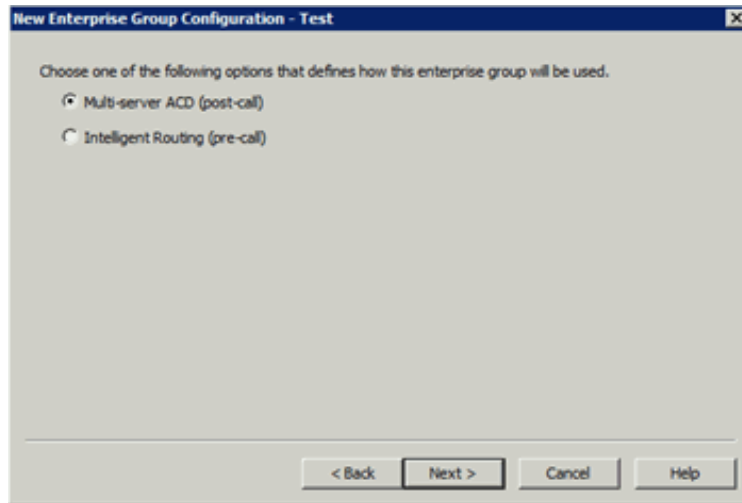 New Enterprise Group Configuration - Test
Choose one of the following options that defines how this enterprise group will be used.
Multi-server ACD (post-call)
Intelligent Routing (pre-call)
< Back Next > Cancel Help